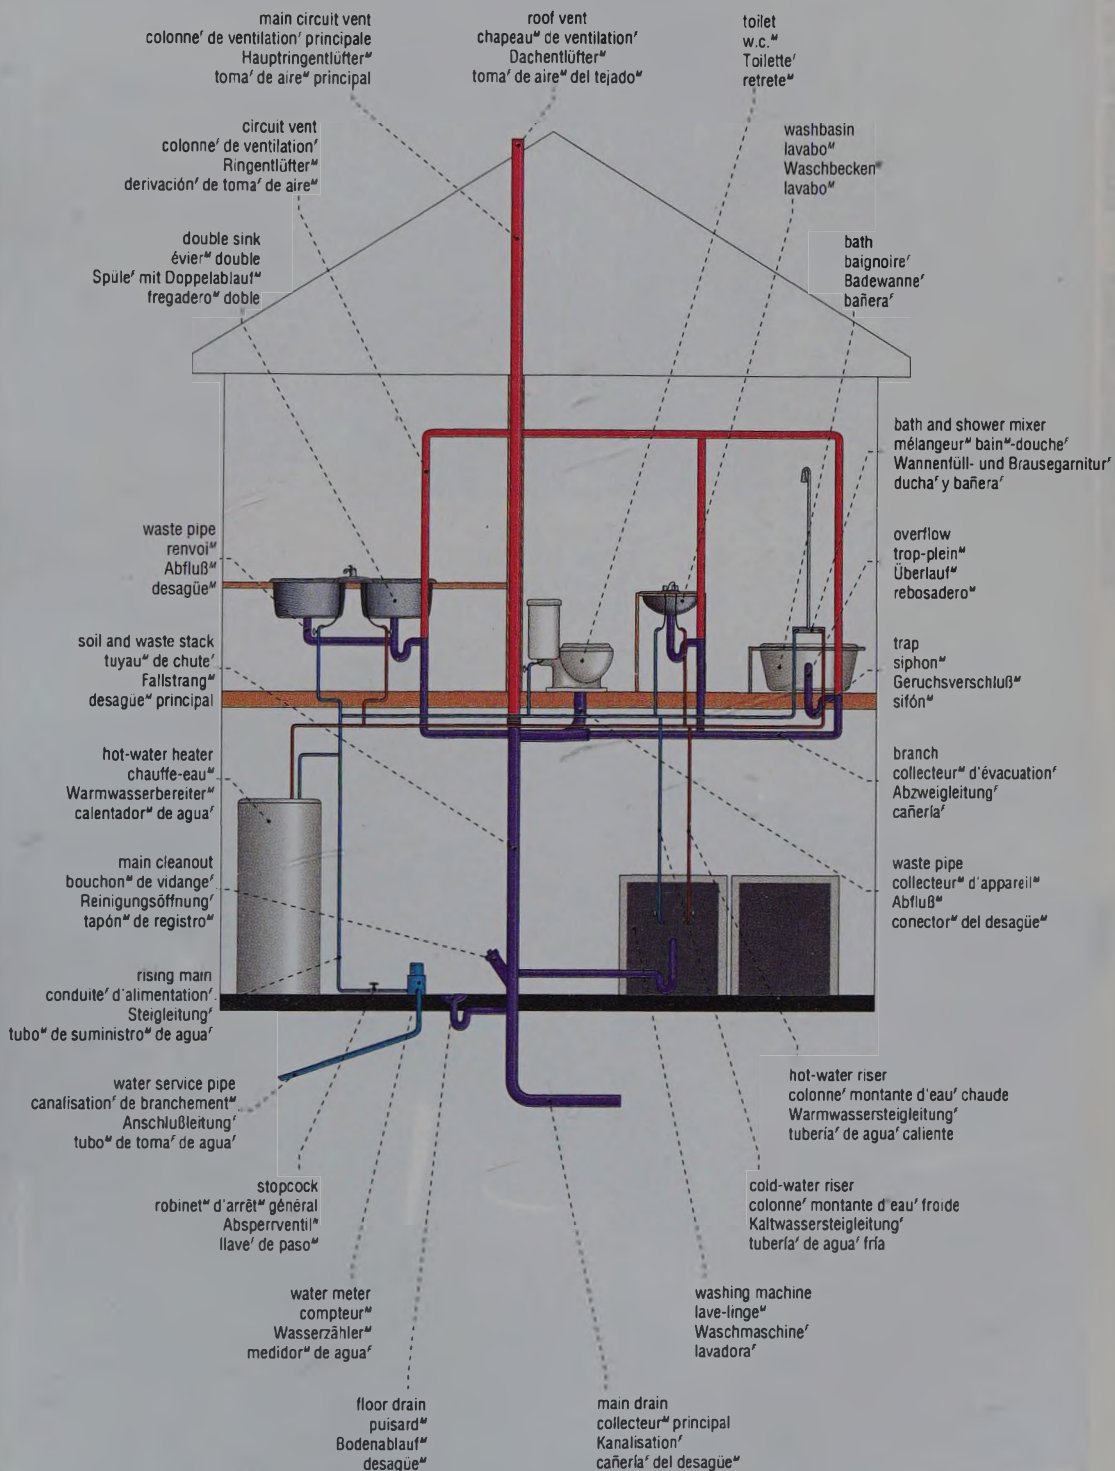 main circuit vent
colonneᶠ de ventilationᶠ principale
Hauptringentlüfterᴹ
tomaᶠ de aireᴹ principal
roof vent
chapeauᴹ de ventilationᶠ
Dachentlüfterᴹ
tomaᶠ de aireᴹ del tejadoᴹ
toilet
w.c.ᴹ
Toiletteᶠ
retreteᴹ
circuit vent
colonneᶠ de ventilationᶠ
Ringentlüfterᴹ
derivaciónᶠ de tomaᶠ de aireᴹ
washbasin
lavaboᴹ
Waschbeckenᴺ
lavaboᴹ
double sink
évierᴹ double
Spüleᶠ mit Doppelablaufᴹ
fregaderoᴹ doble
bath
baignoireᶠ
Badewanneᶠ
bañeraᶠ
bath and shower mixer
mélangeurᴹ bainᴹ-doucheᶠ
Wannenfüll- und Brausegarniturᶠ
duchaᶠ y bañeraᶠ
waste pipe
renvoiᴹ
Abflußᴹ
desagüeᴹ
overflow
trop-pleinᴹ
Überlaufᴹ
rebosaderoᴹ
soil and waste stack
tuyauᴹ de chuteᶠ
Fallstrangᴹ
desagüeᴹ principal
trap
siphonᴹ
Geruchsverschlußᴹ
sifónᴹ
hot-water heater
chauffe-eauᴹ
Warmwasserbereiterᴹ
calentadorᴹ de aguaᶠ
branch
collecteurᴹ d'évacuationᶠ
Abzweigleitungᶠ
cañeríaᶠ
main cleanout
bouchonᴹ de vidangeᶠ
Reinigungsöffnungᶠ
tapónᴹ de registroᴹ
waste pipe
collecteurᴹ d'appareilᴹ
Abflußᴹ
conectorᴹ del desagüeᴹ
rising main
conduiteᶠ d'alimentationᶠ
Steigleitungᶠ
tuboᴹ de suministroᴹ de aguaᶠ
water service pipe
canalisationᶠ de branchementᴹ
Anschlußleitungᶠ
tuboᴹ de tomaᶠ de aguaᶠ
hot-water riser
colonneᶠ montante d'eauᶠ chaude
Warmwassersteigleitungᶠ
tuberíaᶠ de aguaᶠ caliente
stopcock
robinetᴹ d'arrêtᴹ général
Absperrventilᴺ
llaveᶠ de pasoᴹ
cold-water riser
colonneᶠ montante d'eauᶠ froide
Kaltwassersteigleitungᶠ
tuberíaᶠ de aguaᶠ fría
water meter
compteurᴹ
Wasserzählerᴹ
medidorᴹ de aguaᶠ
washing machine
lave-lingeᴹ
Waschmaschineᶠ
lavadoraᶠ
floor drain
puisardᴹ
Bodenablaufᴹ
desagüeᴹ
main drain
collecteurᴹ principal
Kanalisationᶠ
cañeríaᶠ del desagüeᴹ